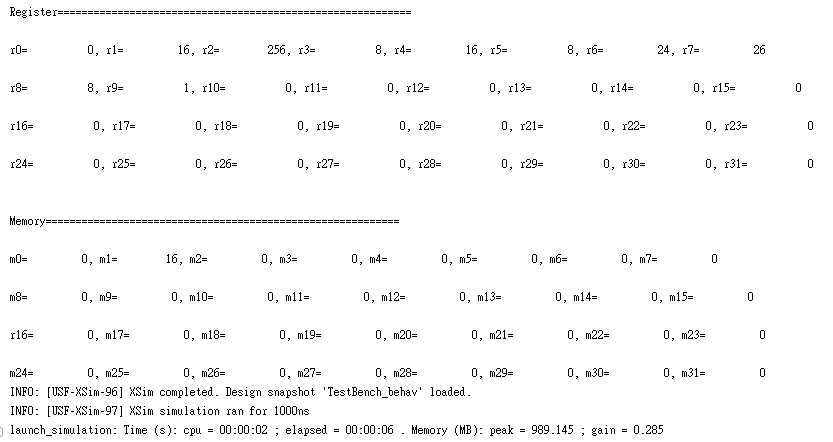 Register===========================================================
r0=          0, r1=         16, r2=        256, r3=          8, r4=         16, r5=          8, r6=         24, r7=         26
r8=          8, r9=          1, r10=          0, r11=          0, r12=          0, r13=          0, r14=          0, r15=          0
r16=          0, r17=          0, r18=          0, r19=          0, r20=          0, r21=          0, r22=          0, r23=          0
r24=          0, r25=          0, r26=          0, r27=          0, r28=          0, r29=          0, r30=          0, r31=          0
Memory===========================================================
m0=         0, m1=        16, m2=         0, m3=         0, m4=         0, m5=         0, m6=         0, m7=         0
m8=         0, m9=         0, m10=         0, m11=         0, m12=         0, m13=         0, m14=         0, m15=         0
r16=         0, m17=         0, m18=         0, m19=         0, m20=         0, m21=         0, m22=         0, m23=         0
m24=         0, m25=         0, m26=         0, m27=         0, m28=         0, m29=         0, m30=         0, m31=         0
INFO: [USF-XSim-96] XSim completed. Design snapshot 'TestBench_behav' loaded.
INFO: [USF-XSim-97] XSim simulation ran for 1000ns
launch_simulation: Time (s): cpu = 00:00:02 ; elapsed = 00:00:06 . Memory (MB): peak = 989.145 ; gain = 0.285